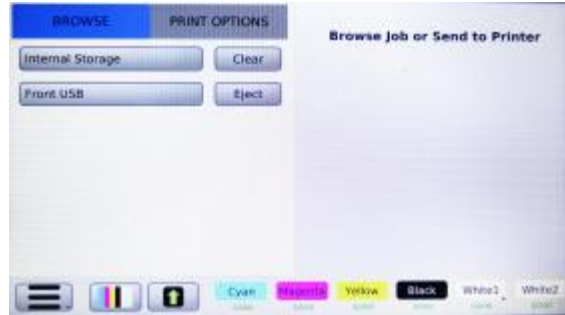 BROWSE
PRINT OPTIONS
Browse Job or Send to Printer
Internal Storage
Clear
Front USB
Eject
Cyan
Magenta
Yellow
Black
White1
White2